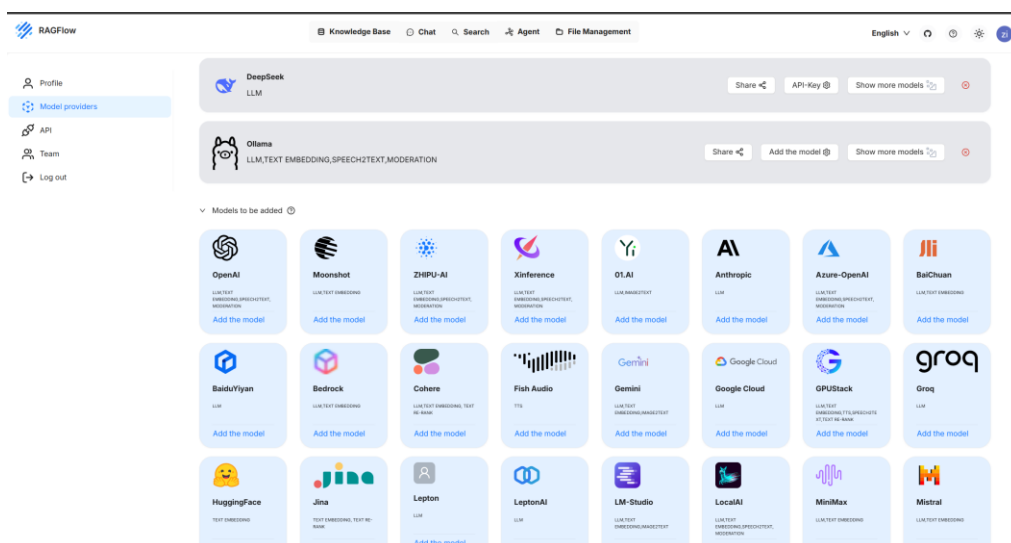 RAGFlow
Knowledge Base Chat Search Agent File Management
English
zi
Profile
Model providers
API
Team
Log out
DeepSeek
LLM
Share API-Key Show more models
Ollama
LLM,TEXT EMBEDDING,SPEECH2TEXT,MODERATION
Share Add the model Show more models
Models to be added
OpenAI
LLM,TEXT
EMBEDDING,SPEECH2TEXT,
MODERATION
Add the model
Moonshot
LLM,TEXT EMBEDDING
Add the model
ZHIPU-AI
LLM,TEXT
EMBEDDING,SPEECH2TEXT,
MODERATION
Add the model
Xinference
LLM,TEXT
EMBEDDING,SPEECH2TEXT,
MODERATION
Add the model
01.AI
LLM,IMAGE2TEXT
Add the model
Anthropic
LLM
Add the model
Azure-OpenAI
LLM,TEXT
EMBEDDING,SPEECH2TEXT,
MODERATION
Add the model
BaiChuan
LLM,TEXT EMBEDDING
Add the model
BaiduYiyan
LLM
Add the model
Bedrock
LLM,TEXT EMBEDDING
Add the model
Cohere
LLM,TEXT EMBEDDING, TEXT
RE-RANK
Add the model
Fish Audio
TTS
Add the model
Gemini
Gemini
LLM,TEXT
EMBEDDING,IMAGE2TEXT
Add the model
Google Cloud
Google Cloud
LLM
Add the model
GPUStack
LLM,TEXT
EMBEDDING,TTS,SPEECH2TE
XT,TEXT RE-RANK
Add the model
groq
Groq
LLM
Add the model
HuggingFace
TEXT EMBEDDING
Jina
Jina
TEXT EMBEDDING, TEXT RE-
RANK
Lepton
LLM
Add the model
LeptonAI
LLM
LM-Studio
LLM,TEXT
EMBEDDING,IMAGE2TEXT
LocalAI
LLM,TEXT
EMBEDDING,SPEECH2TEXT,
MODERATION
MiniMax
LLM,TEXT EMBEDDING
Mistral
LLM,TEXT EMBEDDING